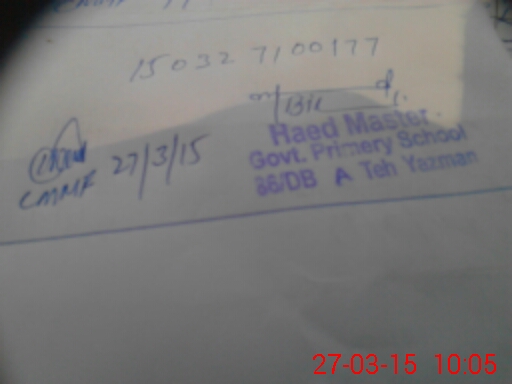 15032 7100177
Haed Master
Govt. Primery School
86/DB A Teh Yazman
27/3/15
27-03-15 10:05